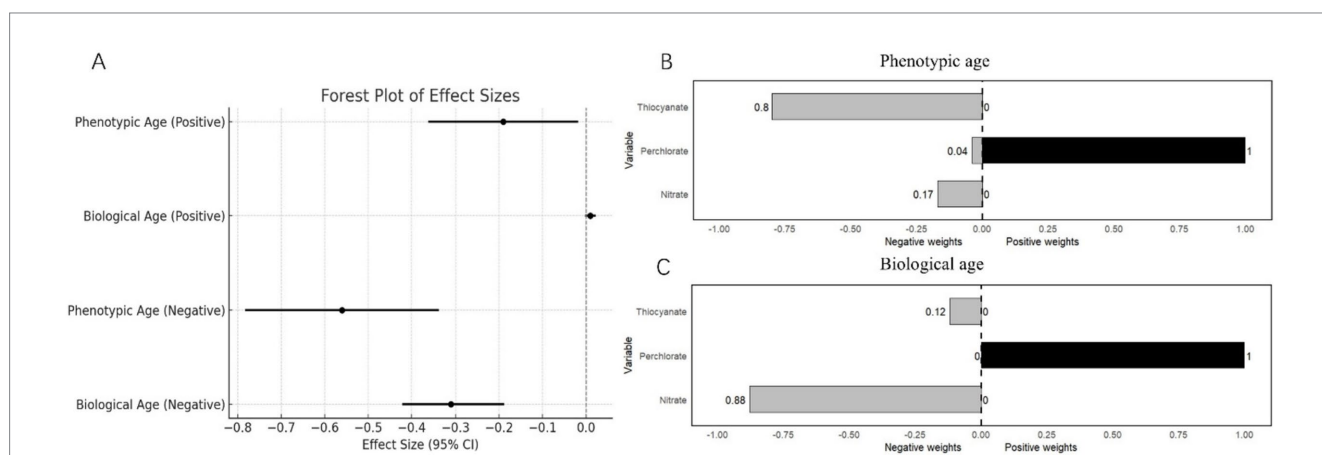 A
Forest Plot of Effect Sizes
Phenotypic Age (Positive)
Biological Age (Positive)
Phenotypic Age (Negative)
Biological Age (Negative)
−0.8 −0.7 −0.6 −0.5 −0.4 −0.3 −0.2 −0.1 0.0
Effect Size (95% CI)
B
Phenotypic age
Variable
Thiocyanate
0.8 0
Perchlorate
0.04 1
Nitrate
0.17 0
-1.00 -0.75 -0.50 -0.25 0.00 0.25 0.50 0.75 1.00
Negative weights Positive weights
C
Biological age
Variable
Thiocyanate
0.12 0
Perchlorate
0 1
Nitrate
0.88 0
-1.00 -0.75 -0.50 -0.25 0.00 0.25 0.50 0.75 1.00
Negative weights Positive weights